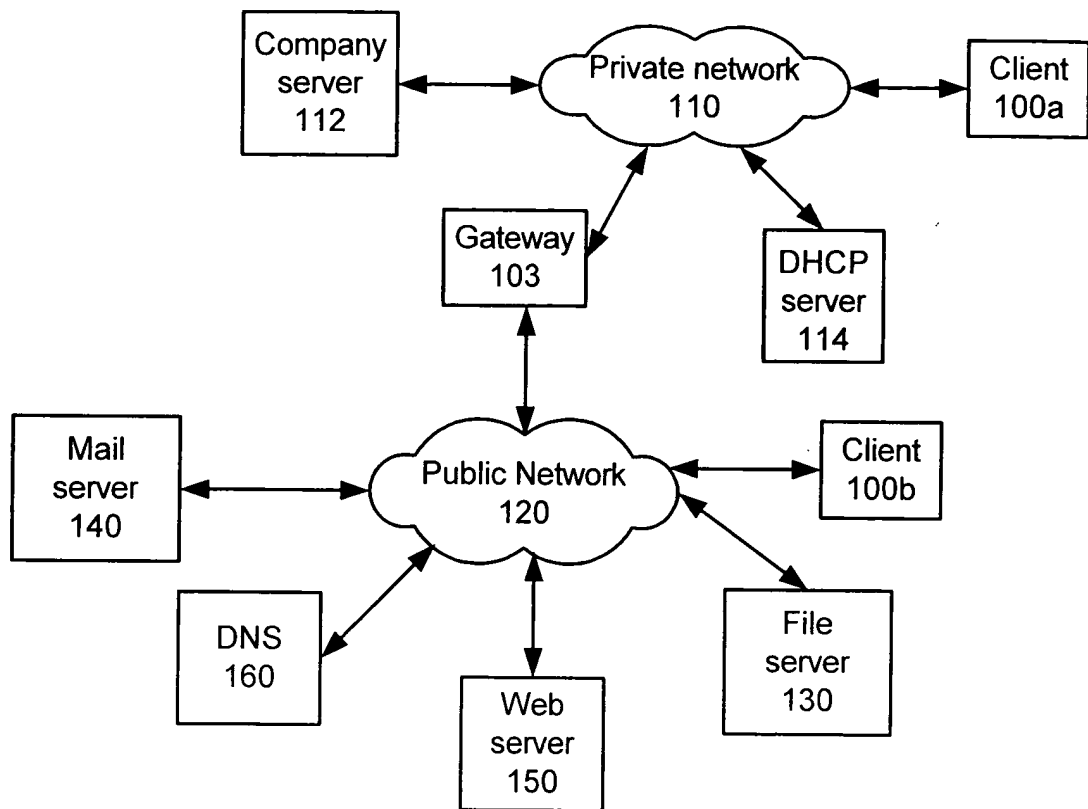 Company
server
112
Private network
110
Client
100a
Gateway
103
DHCP
server
114
Mail
server
140
Public Network
120
Client
100b
DNS
160
Web
server
150
File
server
130